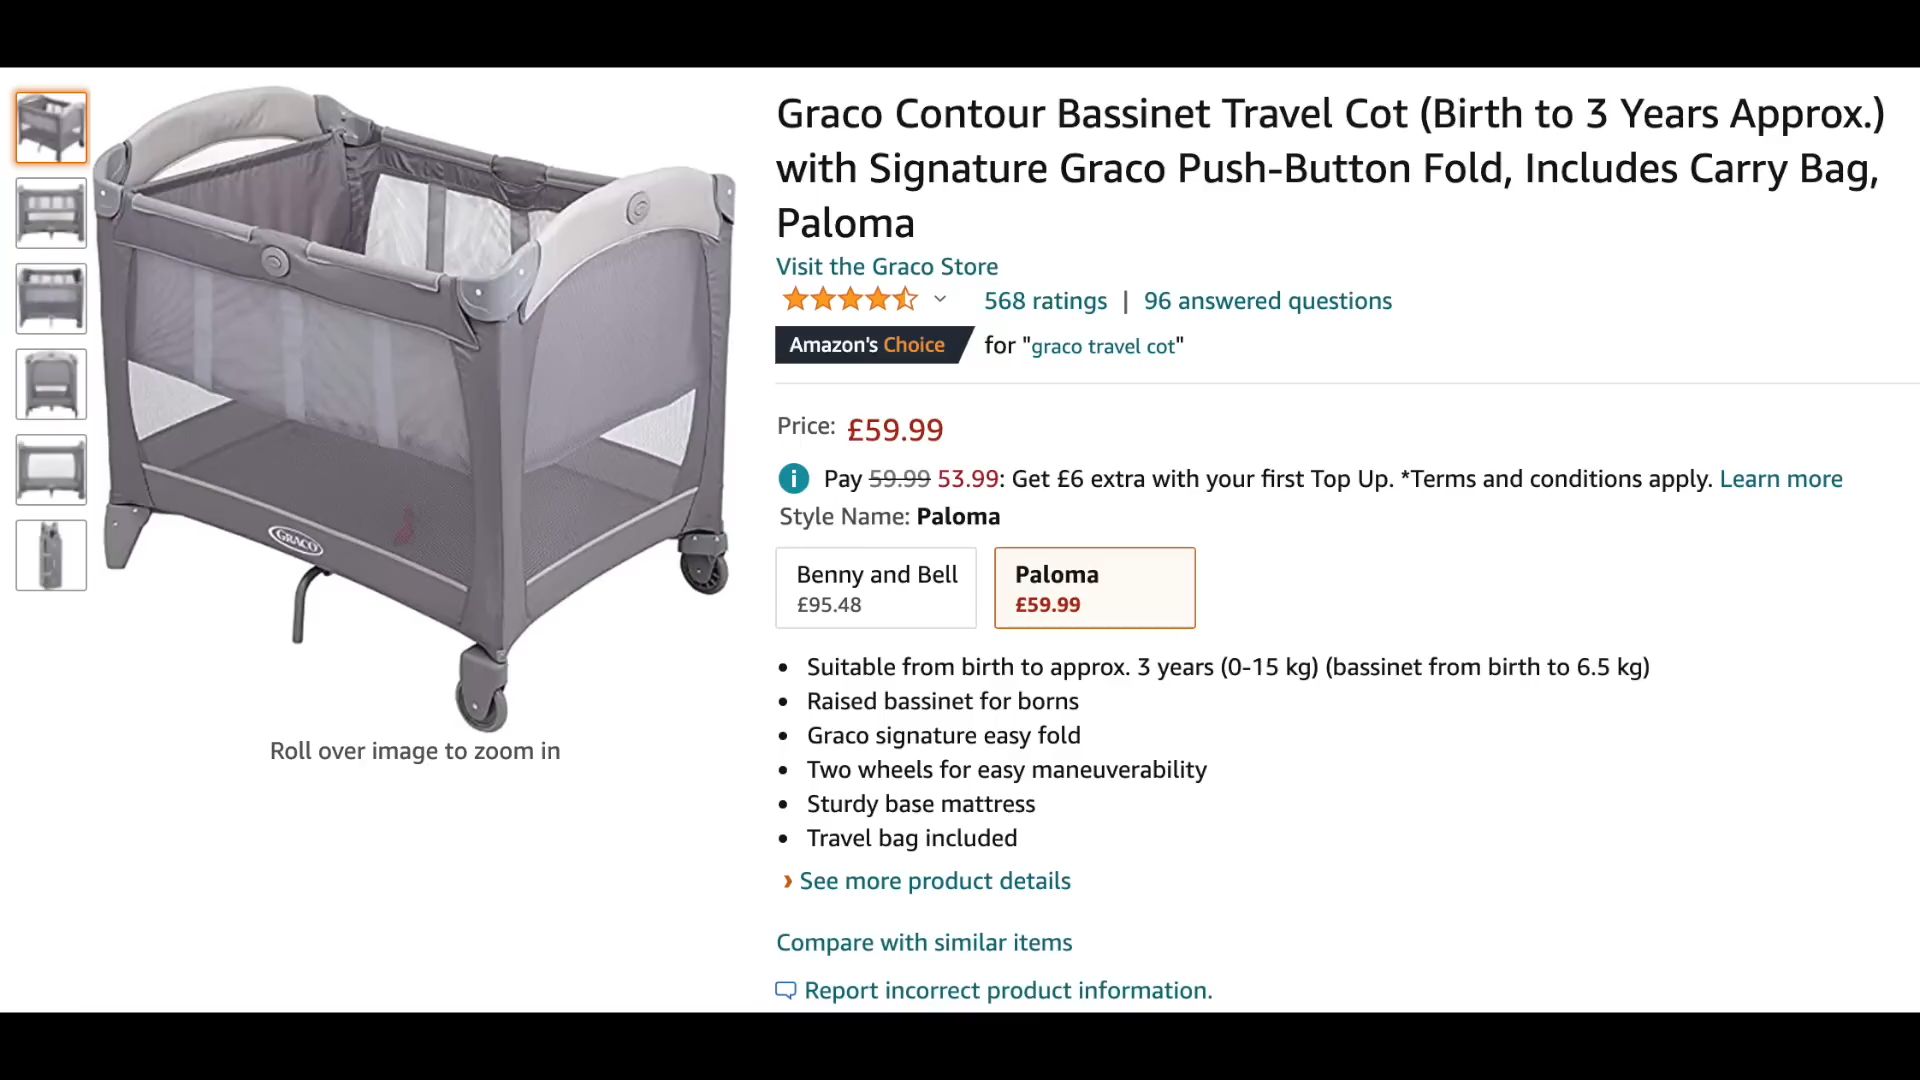 Graco Contour Bassinet Travel Cot (Birth to 3 Years Approx.)
with Signature Graco Push-Button Fold, Includes Carry Bag,
Paloma
Visit the Graco Store
568 ratings | 96 answered questions
Amazon's Choice for "graco travel cot"
Price: £59.99
i Pay 59.99 53.99: Get £6 extra with your first Top Up. *Terms and conditions apply. Learn more
Style Name: Paloma
Benny and Bell
£95.48
Paloma
£59.99
• Suitable from birth to approx. 3 years (0-15 kg) (bassinet from birth to 6.5 kg)
• Raised bassinet for borns
• Graco signature easy fold
• Two wheels for easy maneuverability
• Sturdy base mattress
• Travel bag included
› See more product details
Compare with similar items
Report incorrect product information.
GRACO
Roll over image to zoom in